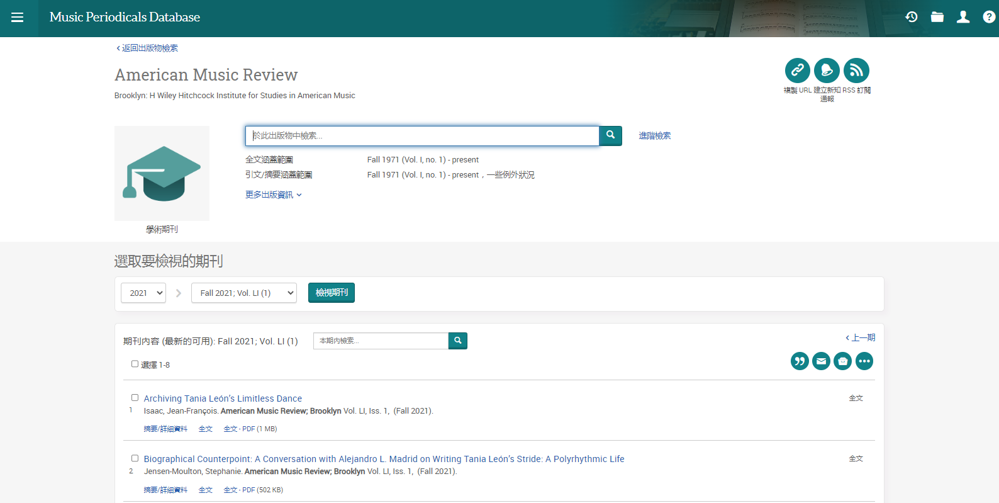 Music Periodicals Database
?
‹ 返回出版物檢索
American Music Review
Brooklyn: H Wiley Hitchcock Institute for Studies in American Music
複製 URL 建立新知 RSS 訂閱
通報
於此出版物中檢索...
進階檢索
全文涵蓋範圍 Fall 1971 (Vol. I, no. 1) - present
引文/摘要涵蓋範圍 Fall 1971 (Vol. I, no. 1) - present，一些例外狀況
更多出版資訊
學術期刊
選取要檢視的期刊
2021 Fall 2021; Vol. LI (1) 檢視期刊
期刊內容 (最新的可用): Fall 2021; Vol. LI (1) 本期內檢索... ‹ 上一期
選擇 1-8
Archiving Tania León’s Limitless Dance 全文
1 Isaac, Jean-François. American Music Review; Brooklyn Vol. LI, Iss. 1, (Fall 2021).
摘要/詳細資料 全文 全文 - PDF (1 MB)
Biographical Counterpoint: A Conversation with Alejandro L. Madrid on Writing Tania León’s Stride: A Polyrhythmic Life 全文
2 Jensen-Moulton, Stephanie. American Music Review; Brooklyn Vol. LI, Iss. 1, (Fall 2021).
摘要/詳細資料 全文 全文 - PDF (502 KB)